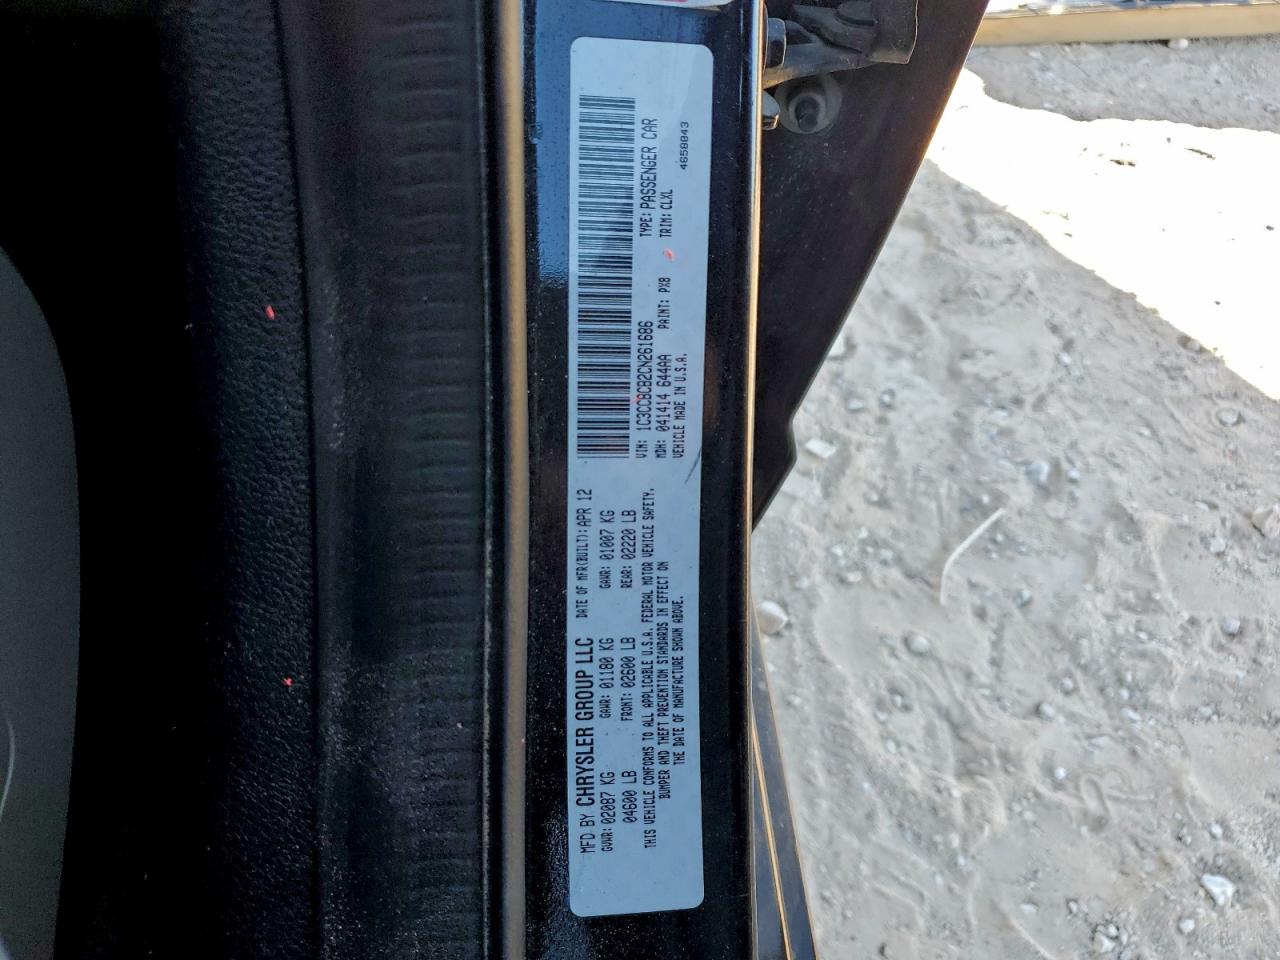 MFD BY CHRYSLER GROUP LLC DATE OF MFR(BUILT): APR 12
GVWR: 02087 KG GAWR: 01180 KG GAWR: 01007 KG
04600 LB FRONT: 02600 LB REAR: 02220 LB
THIS VEHICLE CONFORMS TO ALL APPLICABLE U.S.A. FEDERAL MOTOR VEHICLE SAFETY,
BUMPER AND THEFT PREVENTION STANDARDS IN EFFECT ON
THE DATE OF MANUFACTURE SHOWN ABOVE.
VIN: 1C3CCBCB2CN261686 TYPE: PASSENGER CAR
MDH: 041414 644AA PAINT: PX8 TRIM: CLXL
VEHICLE MADE IN U.S.A.
4658043